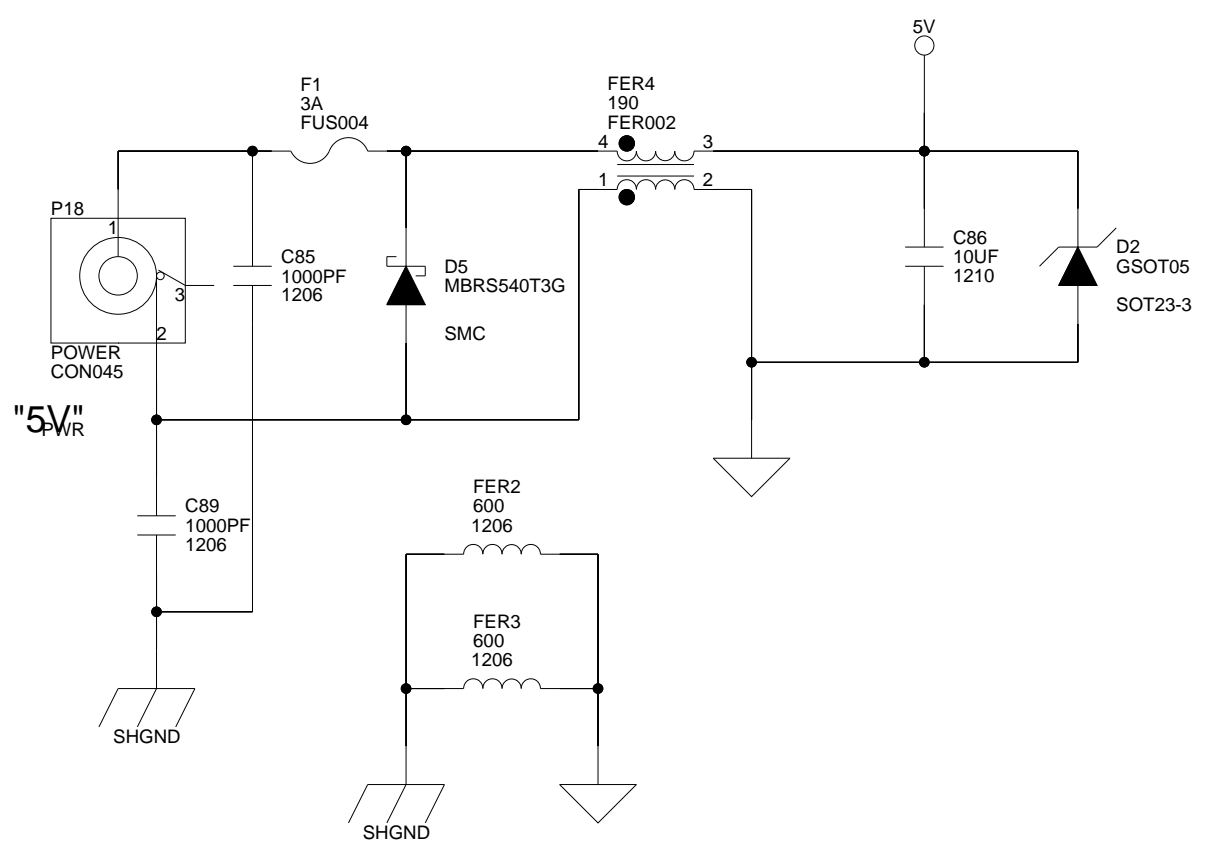 5V
F1
3A
FUS004
FER4
190
FER002
4
3
1
2
P18
1
3
2
POWER
CON045
"5V"
PWR
C85
1000PF
1206
D5
MBRS540T3G
SMC
C86
10UF
1210
D2
GSOT05
SOT23-3
C89
1000PF
1206
SHGND
FER2
600
1206
FER3
600
1206
SHGND